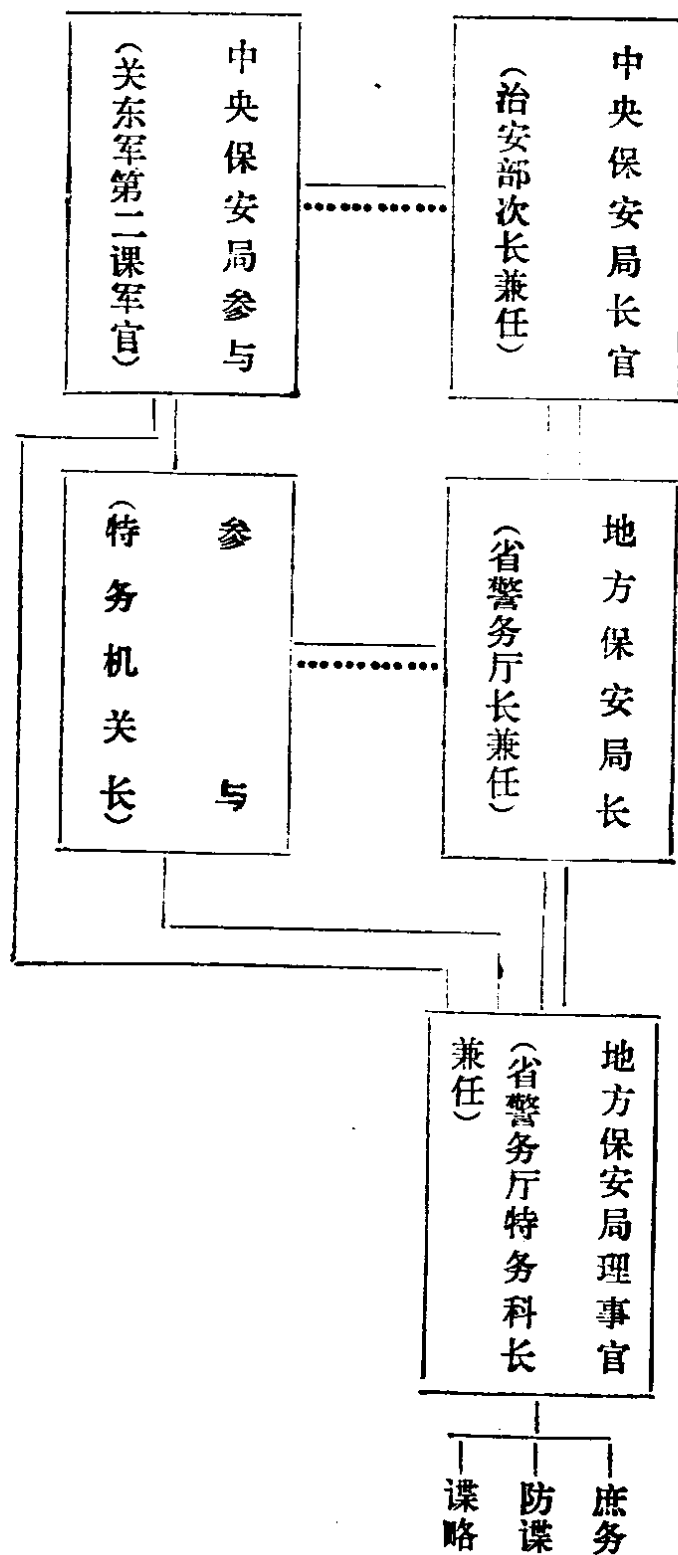 中央保安局长官
（治安部次长兼任）
中央保安局参与
（关东军第二课军官）
地方保安局长
（省警务厅长兼任）
参与
（特务机关长）
地方保安局理事官
（省警务厅特务科长
兼任）
庶务
防谍
谍略